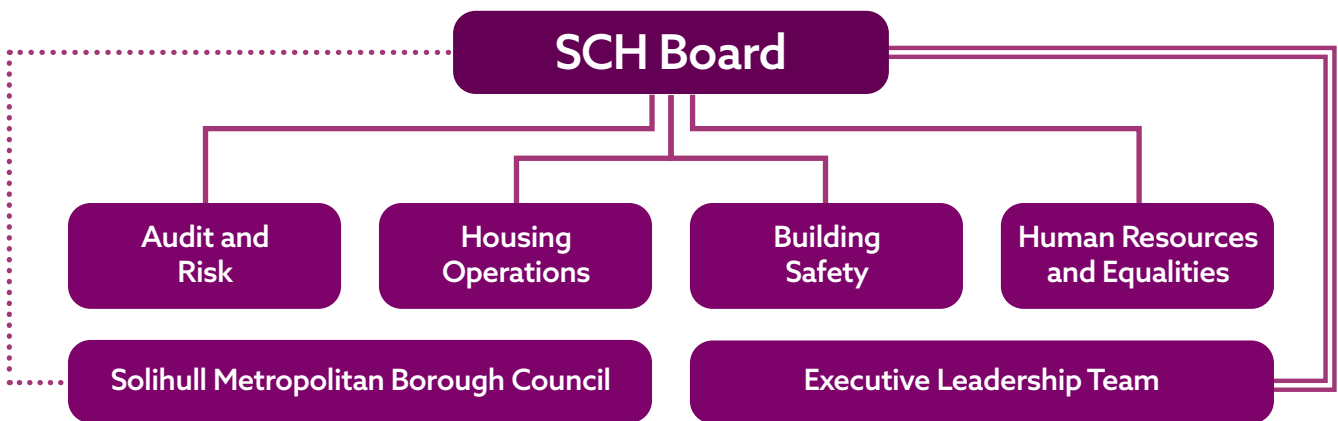 SCH Board
Audit and
Risk
Housing
Operations
Building
Safety
Human Resources
and Equalities
Solihull Metropolitan Borough Council
Executive Leadership Team